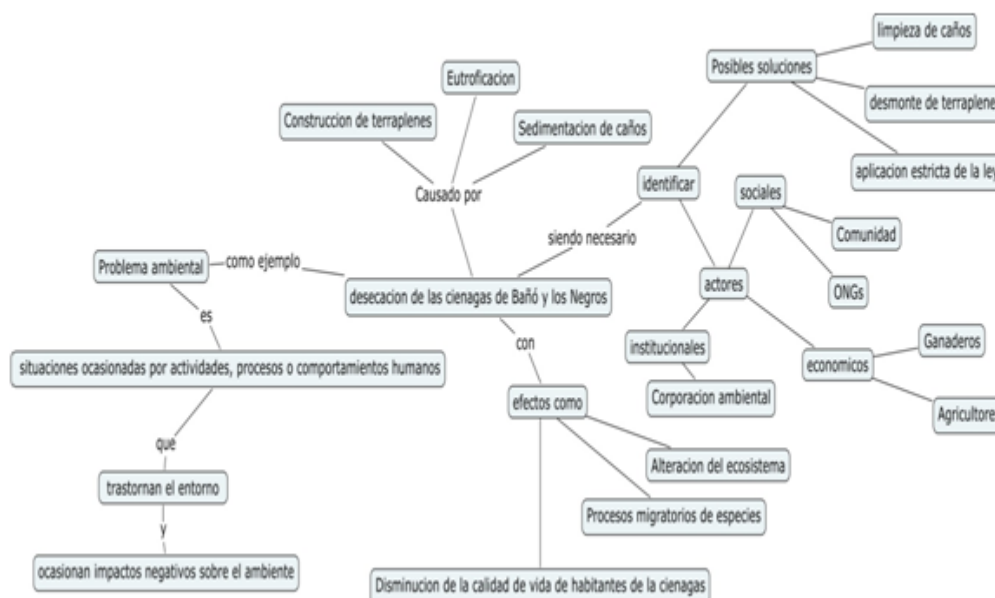 limpieza de caños
Posibles soluciones
Eutroficacion
desmonte de terraplene
Construccion de terraplenes
Sedimentacion de caños
aplicacion estricta de la ley
identificar
sociales
Causado por
Comunidad
siendo necesario
Problema ambiental
como ejemplo
actores
ONGs
desecacion de las cienagas de Bañó y los Negros
es
con
institucionales
Ganaderos
economicos
situaciones ocasionadas por actividades, procesos o comportamientos humanos
Corporacion ambiental
efectos como
Agricultore
que
Alteracion del ecosistema
trastornan el entorno
Procesos migratorios de especies
y
ocasionan impactos negativos sobre el ambiente
Disminucion de la calidad de vida de habitantes de la cienagas